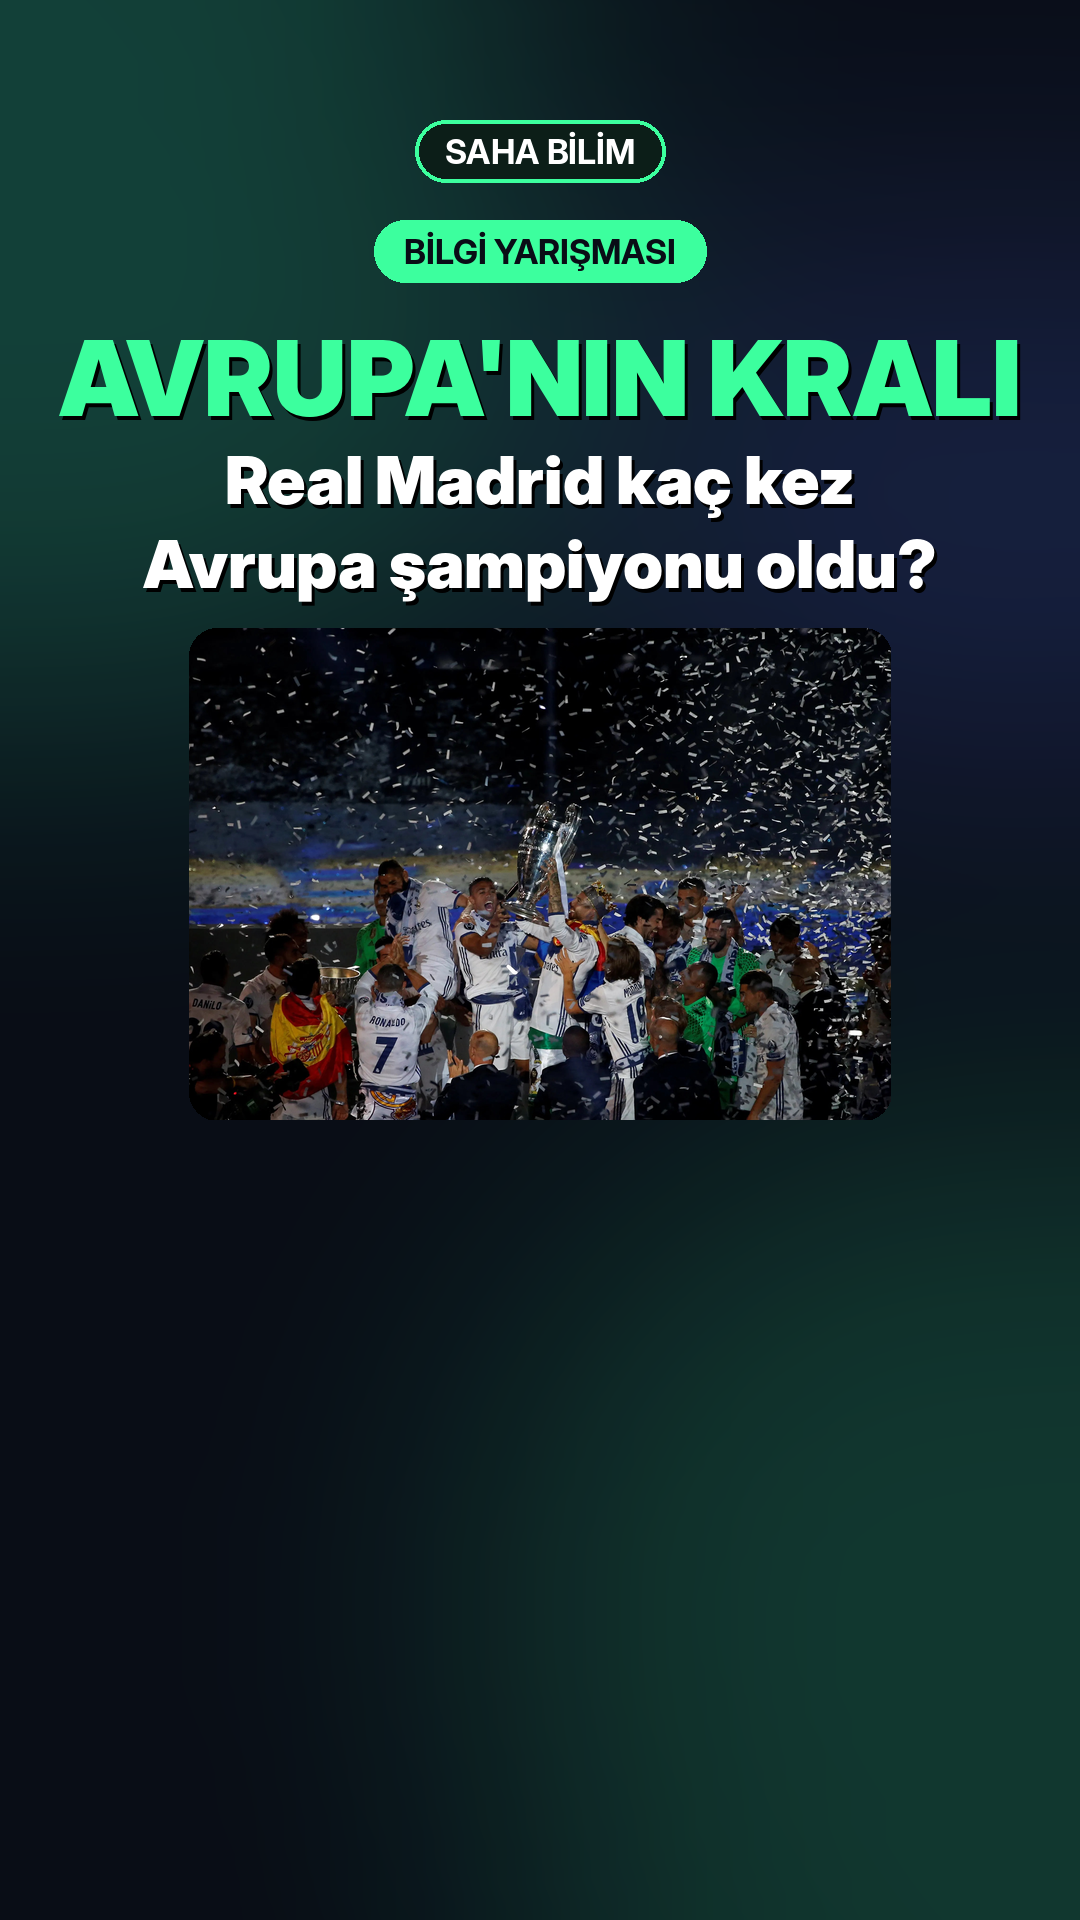 SAHA BİLİM
BİLGİ YARIŞMASI
AVRUPA'NIN KRALI
Real Madrid kaç kez
Avrupa şampiyonu oldu?
DANILO
RONALDO
7
19